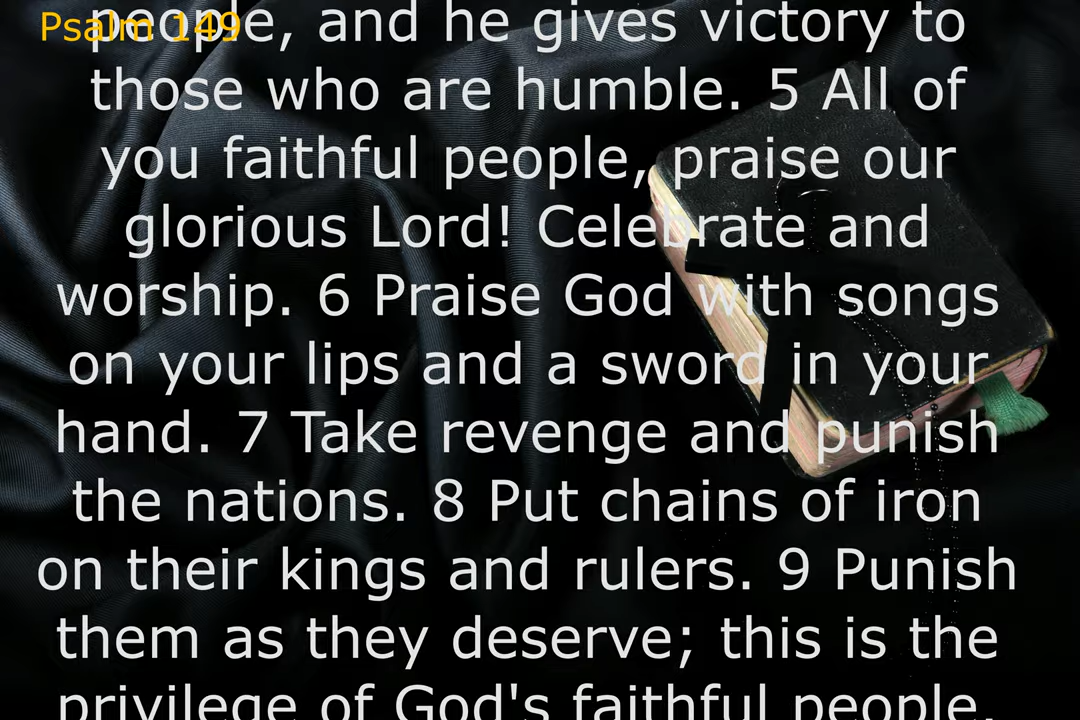 Psalm 149
people, and he gives victory to
those who are humble. 5 All of
you faithful people, praise our
glorious Lord! Celebrate and
worship. 6 Praise God with songs
on your lips and a sword in your
hand. 7 Take revenge and punish
the nations. 8 Put chains of iron
on their kings and rulers. 9 Punish
them as they deserve; this is the
privilege of God's faithful people.